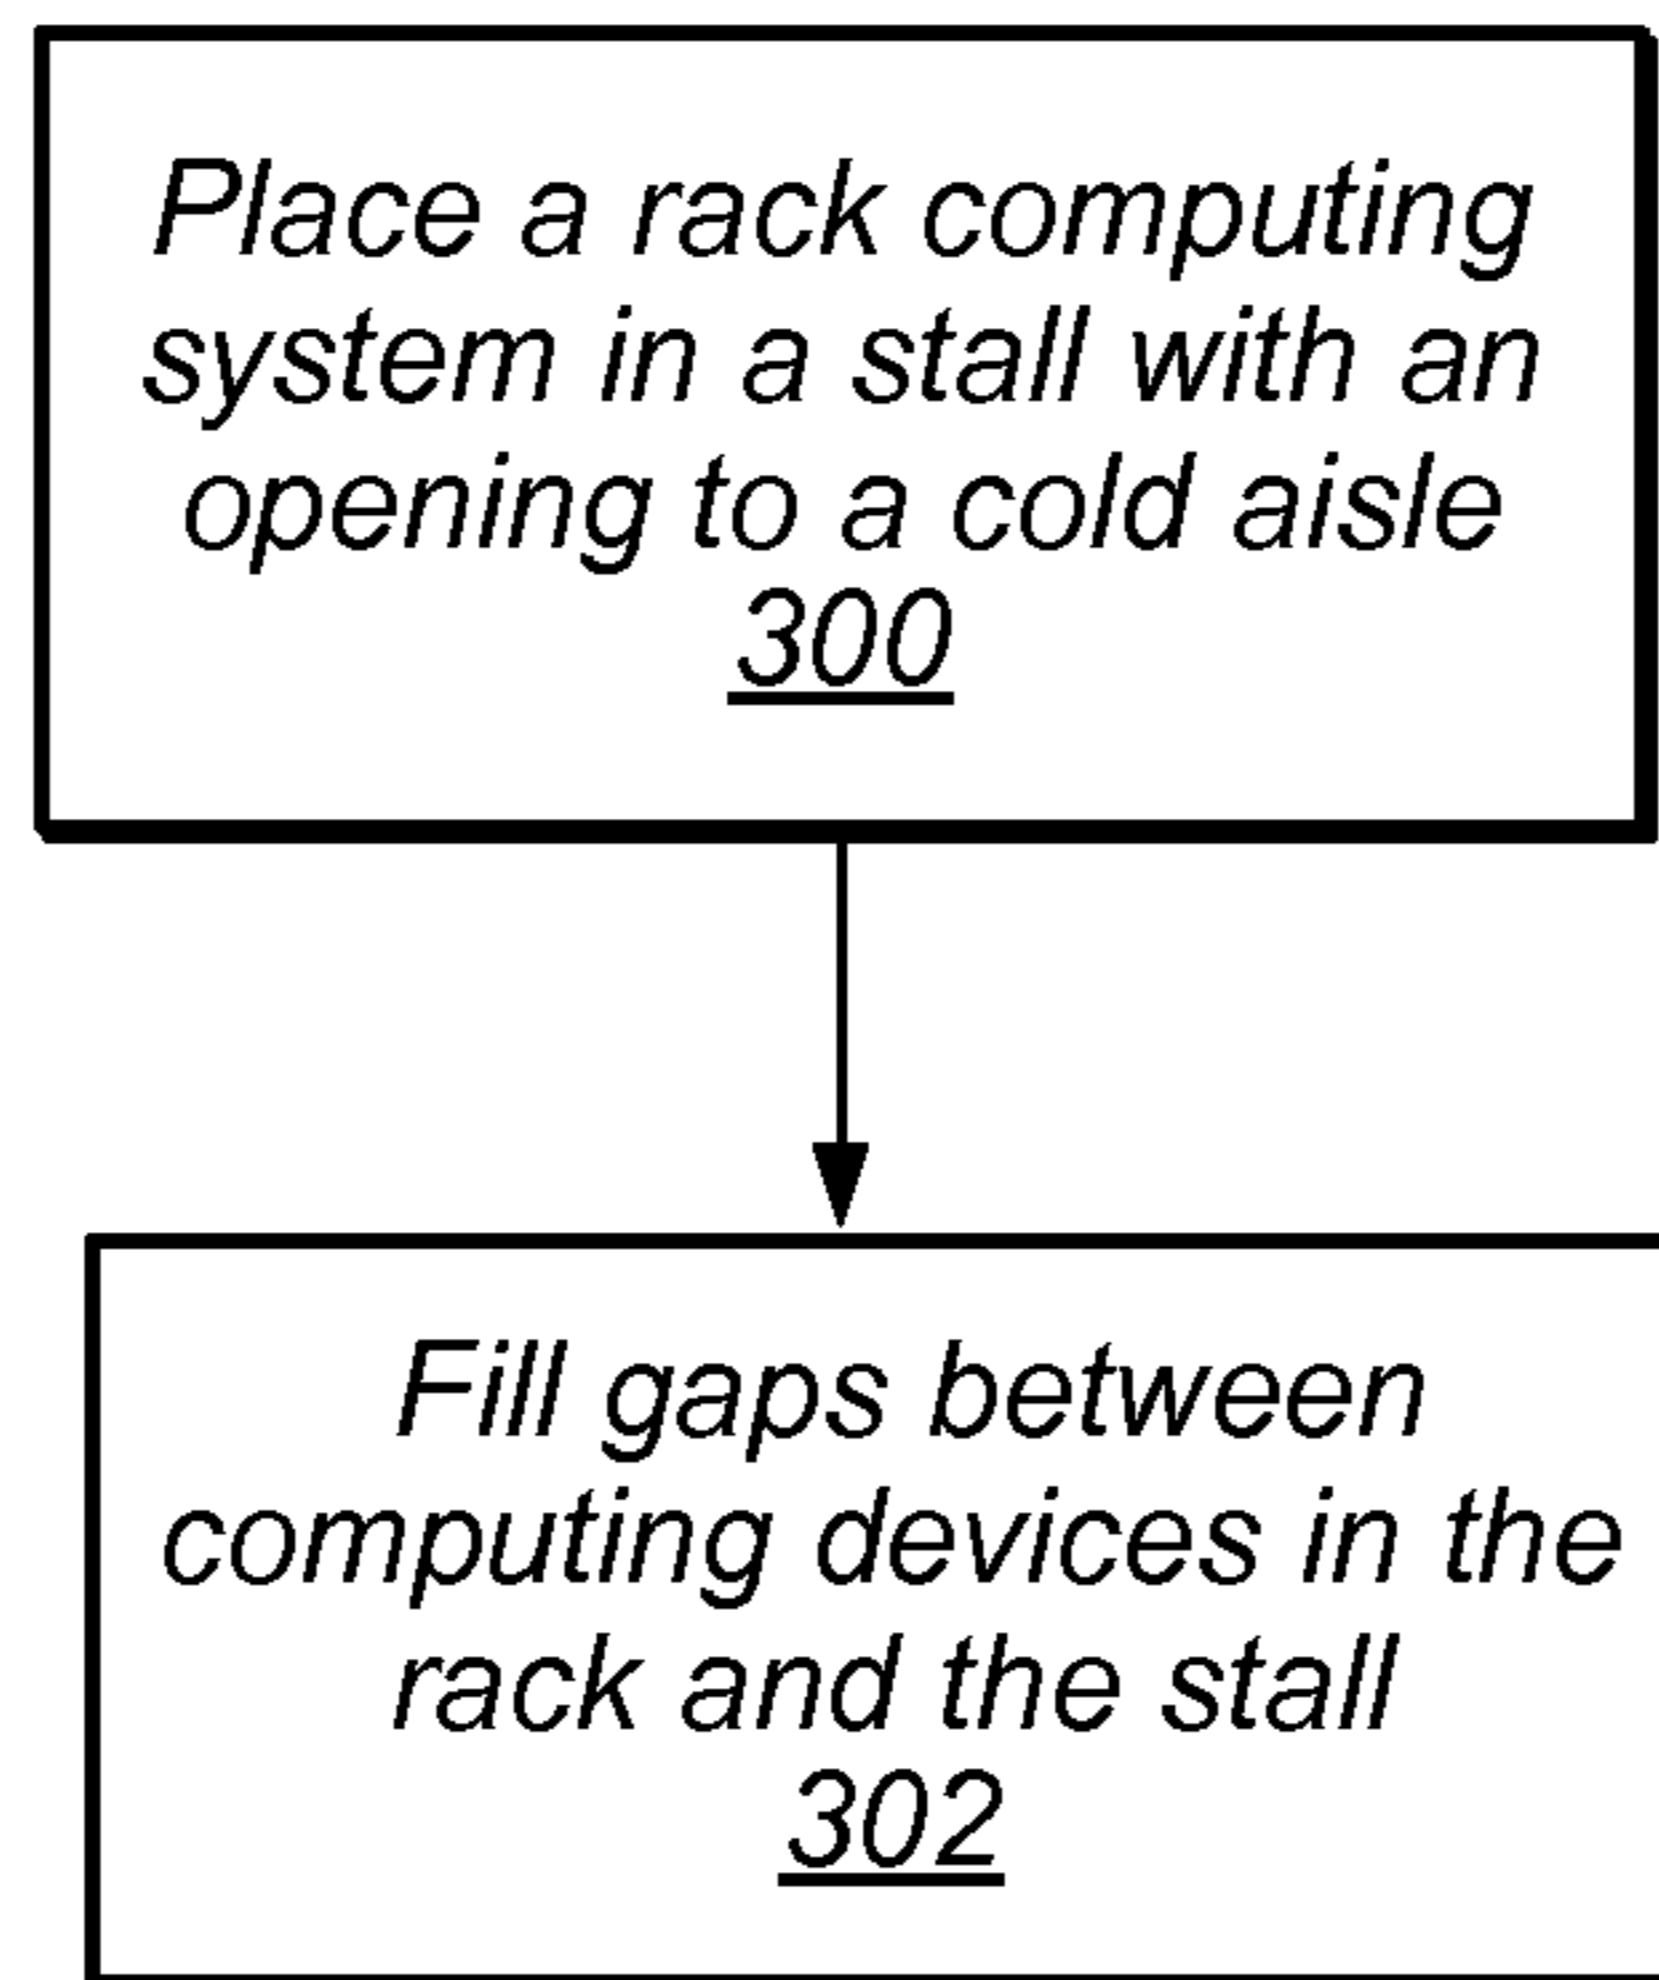 Place a rack computing
system in a stall with an
opening to a cold aisle
300
Fill gaps between
computing devices in the
rack and the stall
302